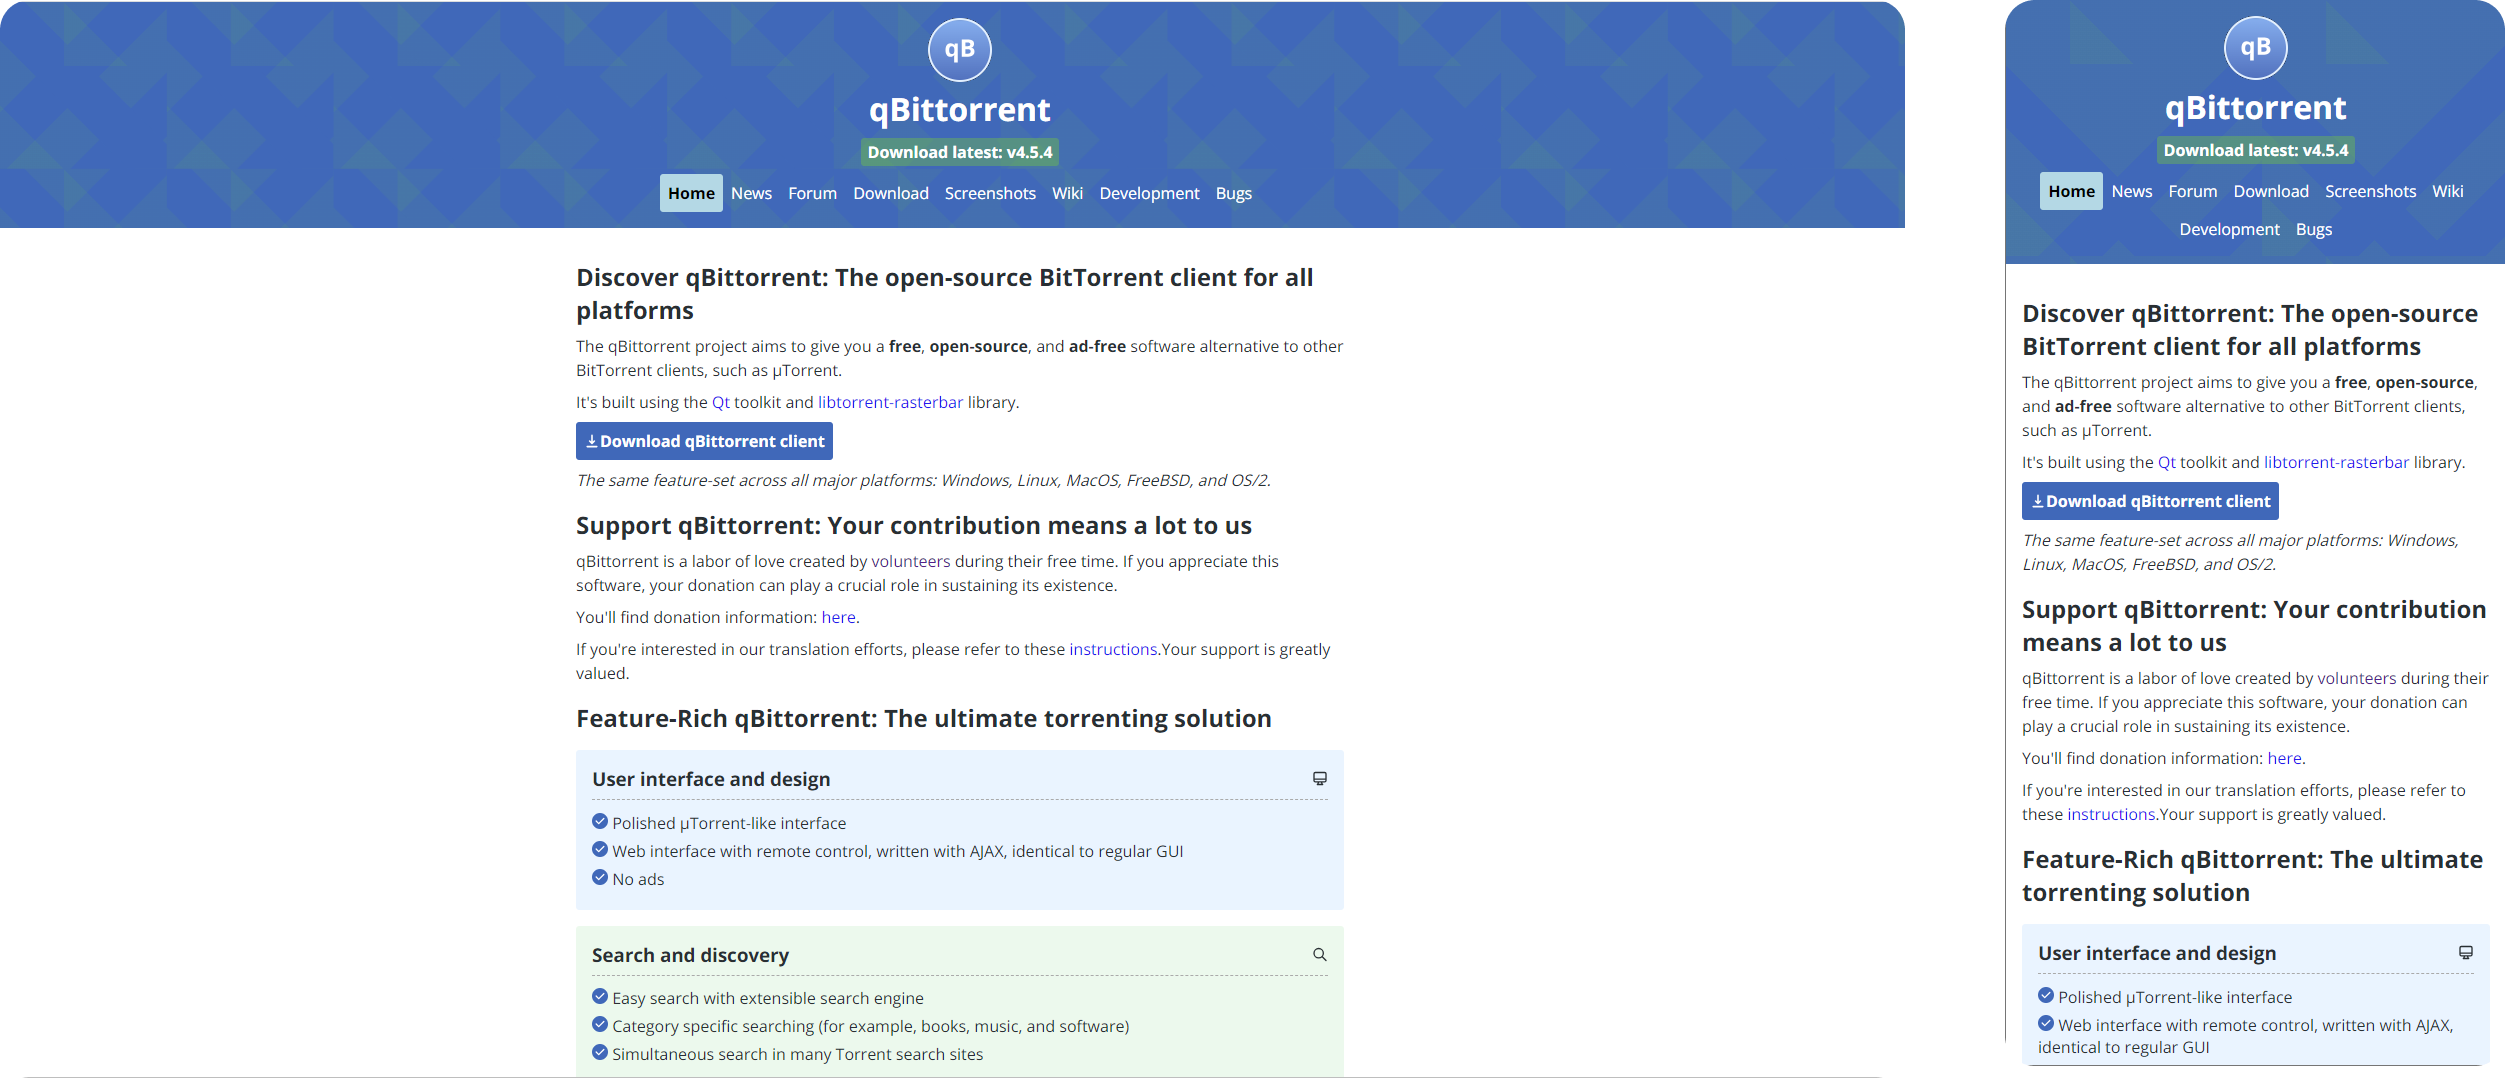 qB
qBittorrent
Download latest: v4.5.4
Home News Forum Download Screenshots Wiki Development Bugs
Discover qBittorrent: The open-source BitTorrent client for all
platforms
The qBittorrent project aims to give you a free, open-source, and ad-free software alternative to other
BitTorrent clients, such as µTorrent.
It's built using the Qt toolkit and libtorrent-rasterbar library.
Download qBittorrent client
The same feature-set across all major platforms: Windows, Linux, MacOS, FreeBSD, and OS/2.
Support qBittorrent: Your contribution means a lot to us
qBittorrent is a labor of love created by volunteers during their free time. If you appreciate this
software, your donation can play a crucial role in sustaining its existence.
You'll find donation information: here.
If you're interested in our translation efforts, please refer to these instructions.Your support is greatly
valued.
Feature-Rich qBittorrent: The ultimate torrenting solution
User interface and design
Polished µTorrent-like interface
Web interface with remote control, written with AJAX, identical to regular GUI
No ads
Search and discovery
Easy search with extensible search engine
Category specific searching (for example, books, music, and software)
Simultaneous search in many Torrent search sites
qB
qBittorrent
Download latest: v4.5.4
Home News Forum Download Screenshots Wiki
Development Bugs
Discover qBittorrent: The open-source
BitTorrent client for all platforms
The qBittorrent project aims to give you a free, open-source,
and ad-free software alternative to other BitTorrent clients,
such as µTorrent.
It's built using the Qt toolkit and libtorrent-rasterbar library.
Download qBittorrent client
The same feature-set across all major platforms: Windows,
Linux, MacOS, FreeBSD, and OS/2.
Support qBittorrent: Your contribution
means a lot to us
qBittorrent is a labor of love created by volunteers during their
free time. If you appreciate this software, your donation can
play a crucial role in sustaining its existence.
You'll find donation information: here.
If you're interested in our translation efforts, please refer to
these instructions.Your support is greatly valued.
Feature-Rich qBittorrent: The ultimate
torrenting solution
User interface and design
Polished µTorrent-like interface
Web interface with remote control, written with AJAX,
identical to regular GUI